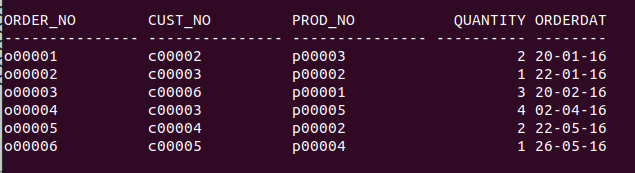 ORDER_NO        CUST_NO         PROD_NO           QUANTITY ORDERDAT
--------------- --------------- --------------- ---------- --------
o00001          c00002          p00003                   2 20-01-16
o00002          c00003          p00002                   1 22-01-16
o00003          c00006          p00001                   3 20-02-16
o00004          c00003          p00005                   4 02-04-16
o00005          c00004          p00002                   2 22-05-16
o00006          c00005          p00004                   1 26-05-16